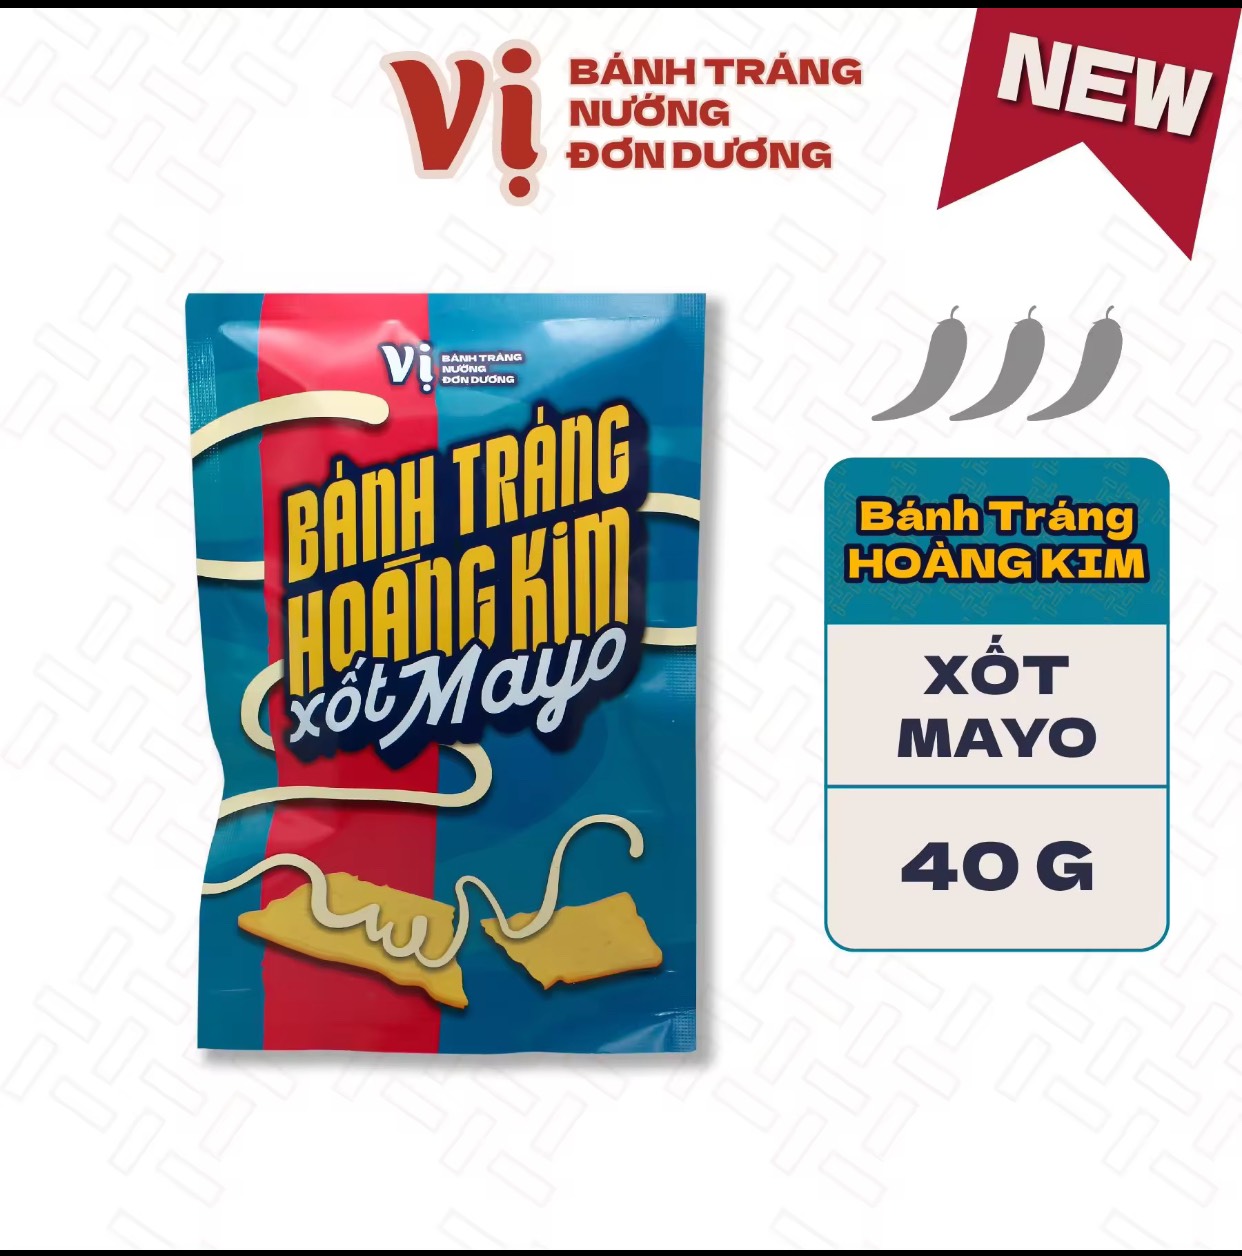 Vị
BÁNH TRÁNG
NƯỚNG
ĐƠN DƯƠNG
NEW
Vị
BÁNH TRÁNG
NƯỚNG
ĐƠN DƯƠNG
BÁNH TRÁNG
HOÀNG KIM
xốt Mayo
Bánh Tráng
HOÀNG KIM
XỐT
MAYO
40 G